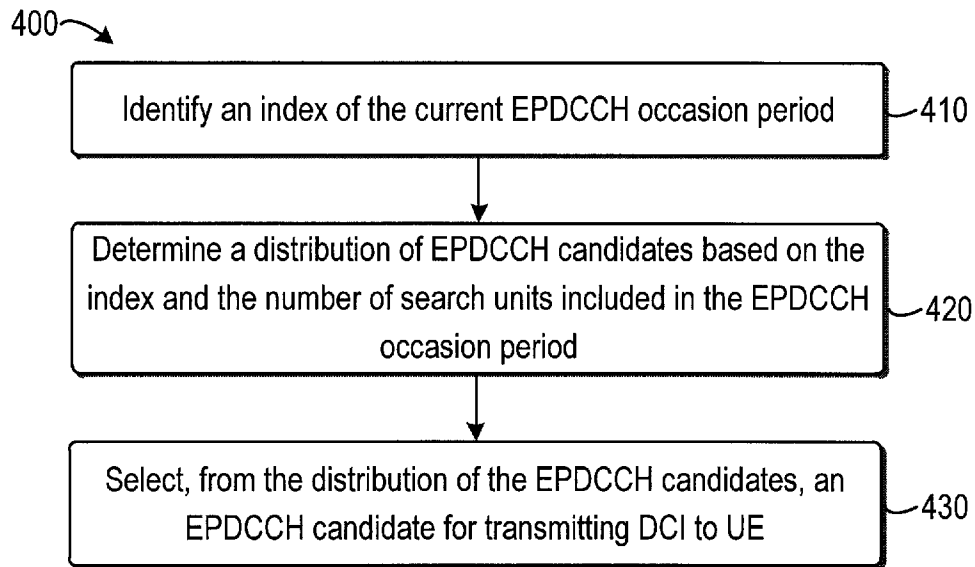 400
Identify an index of the current EPDCCH occasion period
410
Determine a distribution of EPDCCH candidates based on the
index and the number of search units included in the EPDCCH
occasion period
420
Select, from the distribution of the EPDCCH candidates, an
EPDCCH candidate for transmitting DCI to UE
430